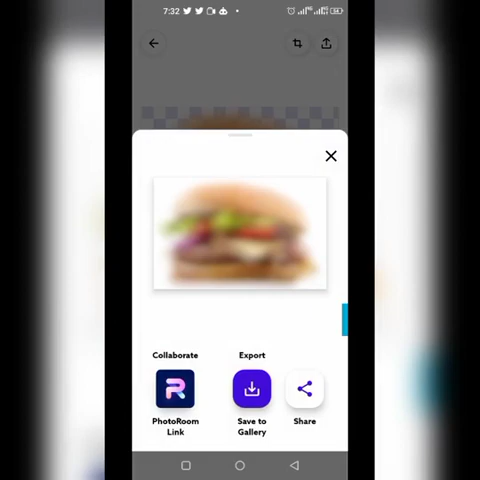 7:32
Collaborate
Export
PhotoRoom
Link
Save to
Gallery
Share